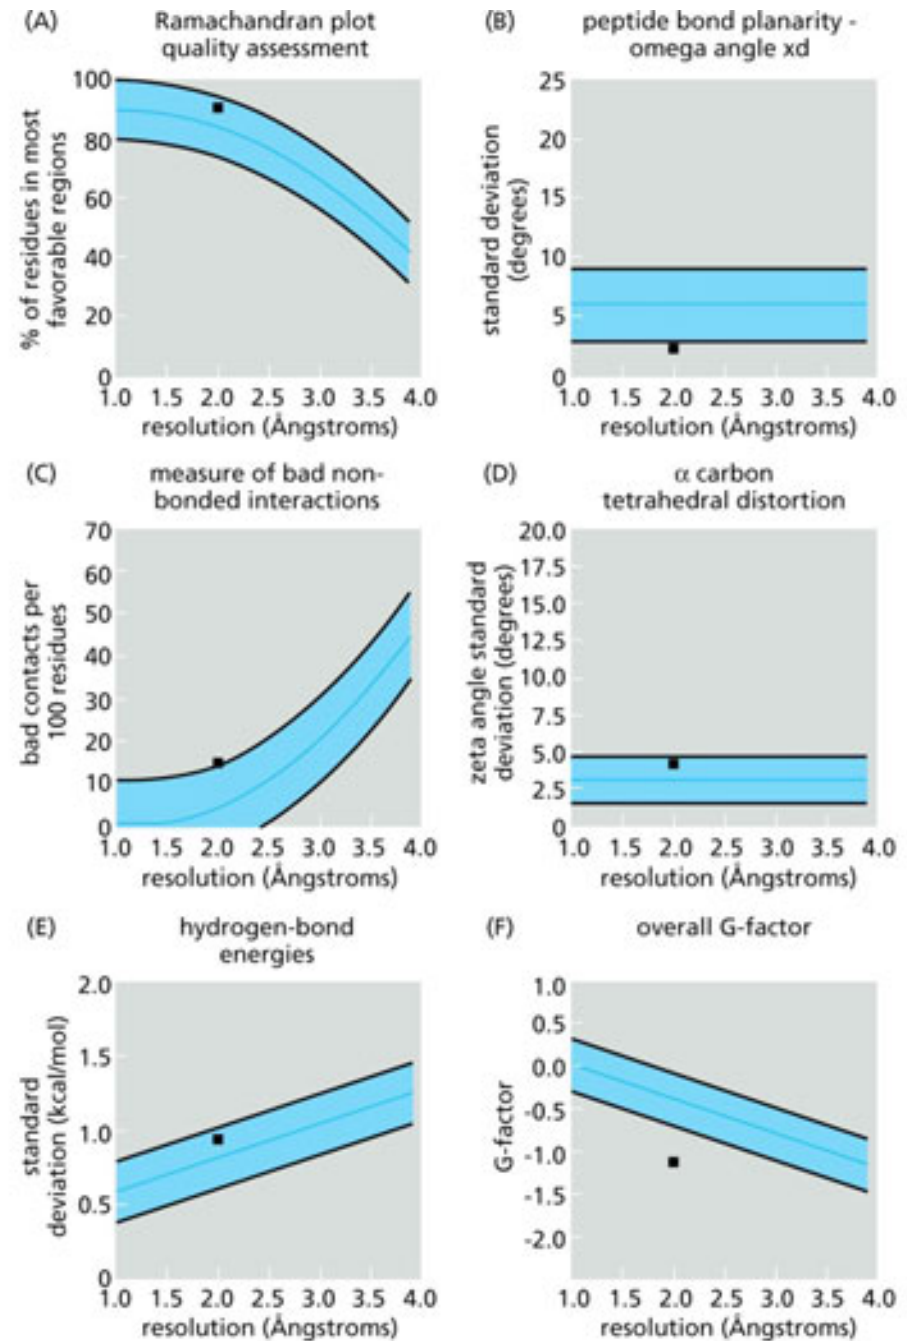 (A) Ramachandran plot
quality assessment
% of residues in most
favorable regions
100
80
60
40
20
0
1.0 1.5 2.0 2.5 3.0 3.5 4.0
resolution (Ångstroms)
(B) peptide bond planarity -
omega angle xd
standard deviation
(degrees)
25
20
15
10
5
0
1.0 1.5 2.0 2.5 3.0 3.5 4.0
resolution (Ångstroms)
(C) measure of bad non-
bonded interactions
bad contacts per
100 residues
70
60
50
40
30
20
10
0
1.0 1.5 2.0 2.5 3.0 3.5 4.0
resolution (Ångstroms)
(D) α carbon
tetrahedral distortion
zeta angle standard
deviation (degrees)
20.0
17.5
15.0
12.5
10.0
7.5
5.0
2.5
0
1.0 1.5 2.0 2.5 3.0 3.5 4.0
resolution (Ångstroms)
(E) hydrogen-bond
energies
standard
deviation (kcal/mol)
2.0
1.5
1.0
0.5
0
1.0 1.5 2.0 2.5 3.0 3.5 4.0
resolution (Ångstroms)
(F) overall G-factor
G-factor
1.0
0.5
0.0
-0.5
-1.0
-1.5
-2.0
1.0 1.5 2.0 2.5 3.0 3.5 4.0
resolution (Ångstroms)